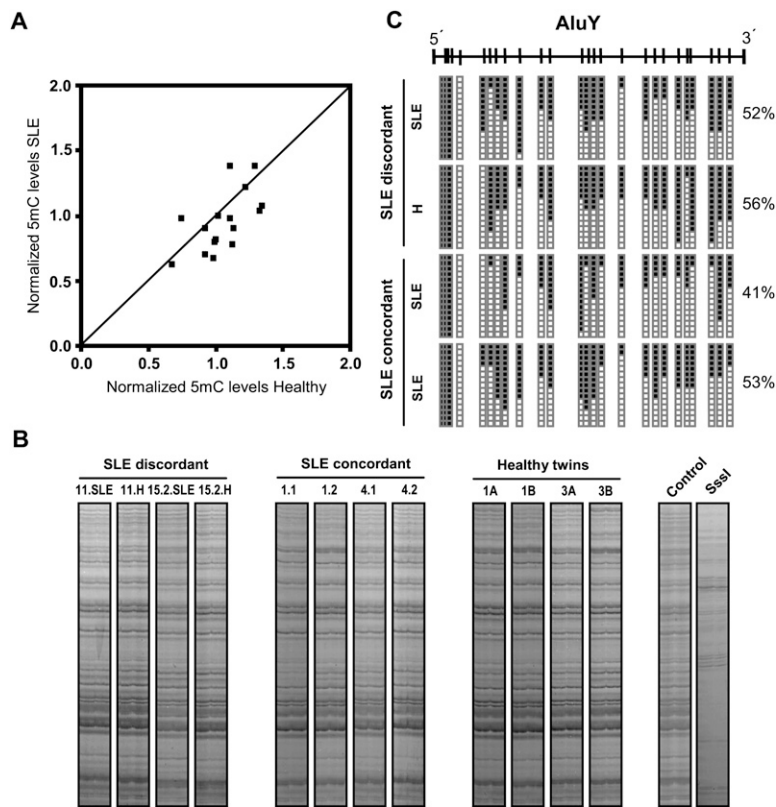 A
2.0
1.5
1.0
0.5
0.0
Normalized 5mC levels SLE
0.0 0.5 1.0 1.5 2.0
Normalized 5mC levels Healthy
C
AluY
5´ 3´
SLE discordant
SLE
52%
H
56%
SLE concordant
SLE
41%
SLE
53%
B
SLE discordant SLE concordant Healthy twins
11.SLE 11.H 15.2.SLE 15.2.H 1.1 1.2 4.1 4.2 1A 1B 3A 3B Control SssI